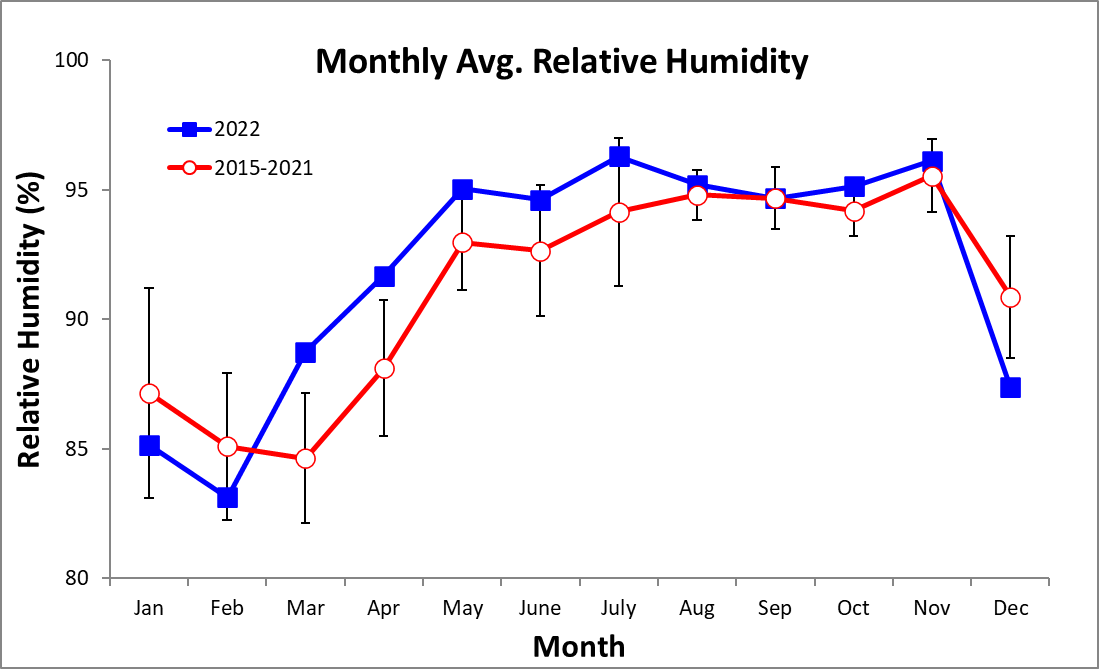 Monthly Avg. Relative Humidity
2022
2015-2021
Relative Humidity (%)
100
95
90
85
80
Jan Feb Mar Apr May June July Aug Sep Oct Nov Dec
Month